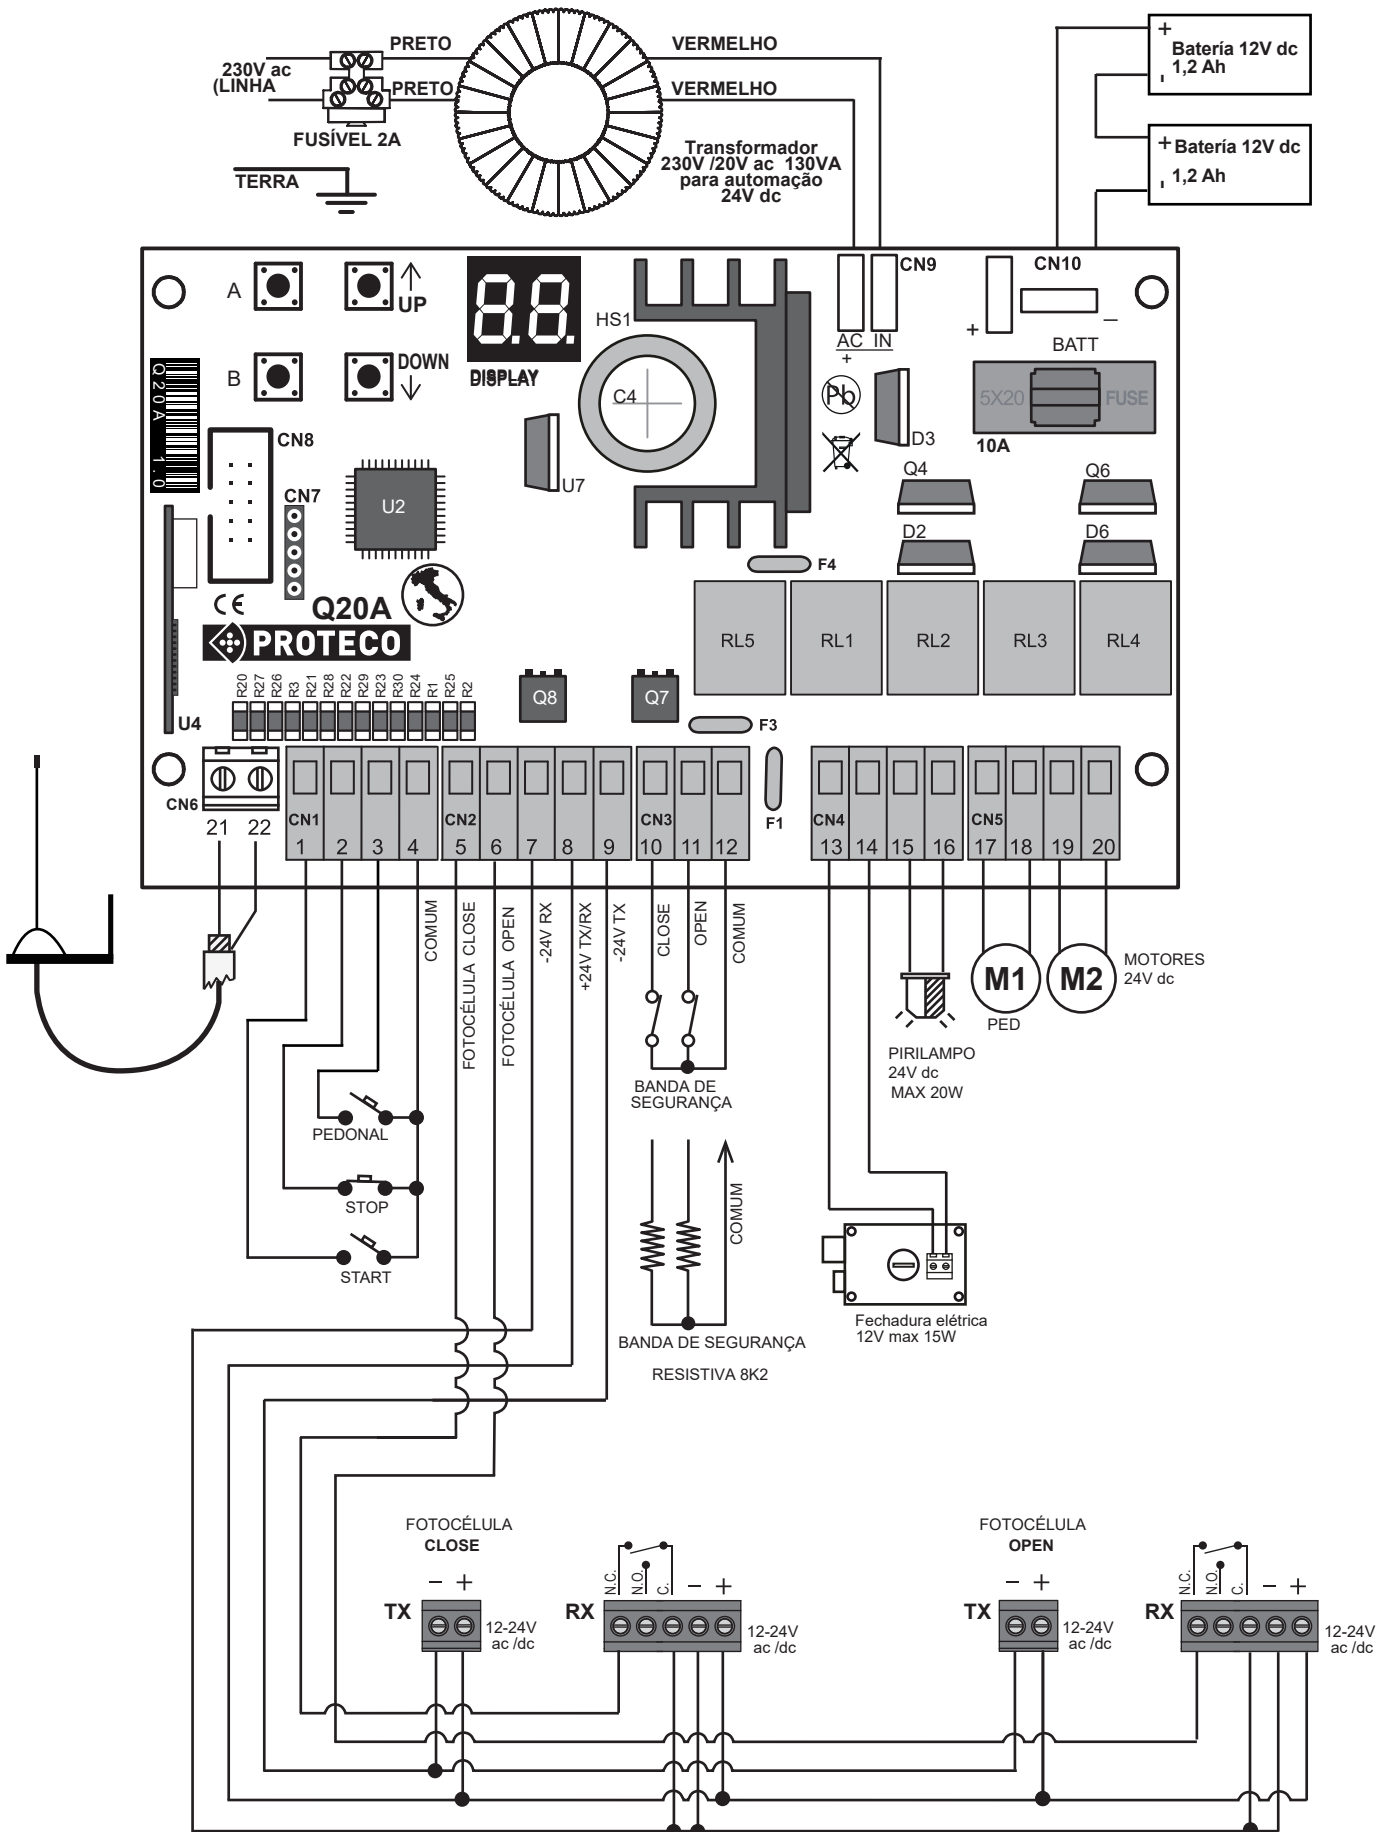 PRETO
VERMELHO
230V ac
(LINHA
PRETO
VERMELHO
FUSÍVEL 2A
TERRA
Transformador
230V /20V ac 130VA
para automação
24V dc
+
Batería 12V dc
1,2 Ah
-
+
Batería 12V dc
1,2 Ah
-
A
UP
B
DOWN
DISPLAY
8.8.
HS1
C4
U7
CN9
AC IN
+
CN10
+
–
BATT
5X20
FUSE
10A
Pb
D3
Q4
Q6
D2
D6
Q20A 1.0
CN8
CN7
U2
CE
Q20A
PROTECO
F4
RL5
RL1
RL2
RL3
RL4
R20
R27
R26
R3
R21
R28
R22
R29
R23
R30
R24
R1
R25
R2
Q8
Q7
U4
F3
F1
CN6
21
22
CN1
1
2
3
4
CN2
5
6
7
8
9
CN3
10
11
12
CN4
13
14
15
16
CN5
17
18
19
20
COMUM
FOTOCÉLULA CLOSE
FOTOCÉLULA OPEN
-24V RX
+24V TX/RX
-24V TX
CLOSE
OPEN
COMUM
M1
PED
M2
MOTORES
24V dc
PIRILAMPO
24V dc
MAX 20W
BANDA DE
SEGURANÇA
PEDONAL
STOP
START
COMUM
BANDA DE SEGURANÇA
RESISTIVA 8K2
Fechadura elétrica
12V max 15W
FOTOCÉLULA
CLOSE
– +
TX
12-24V
ac /dc
RX
N.C.
N.O.
C.
– +
12-24V
ac /dc
FOTOCÉLULA
OPEN
– +
TX
12-24V
ac /dc
RX
N.C.
N.O.
C.
– +
12-24V
ac /dc